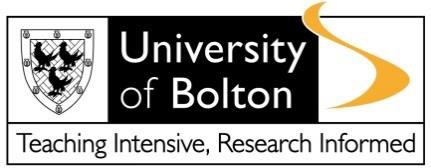 University
of Bolton
Teaching Intensive, Research Informed